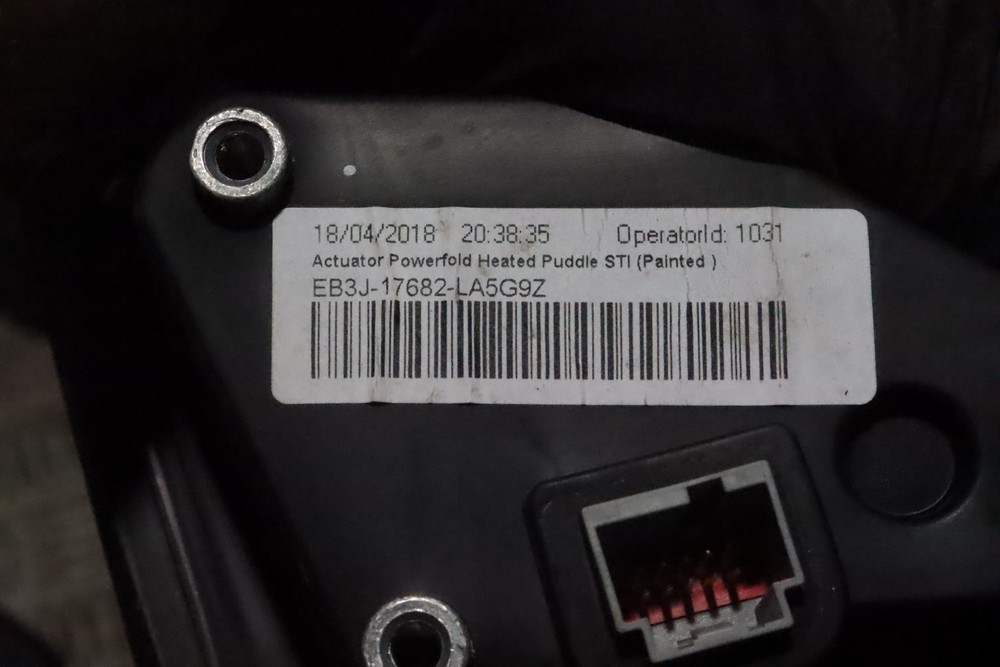 18/04/2018 20:38:35 OperatorId: 1031
Actuator Powerfold Heated Puddle STI (Painted )
EB3J-17682-LA5G9Z